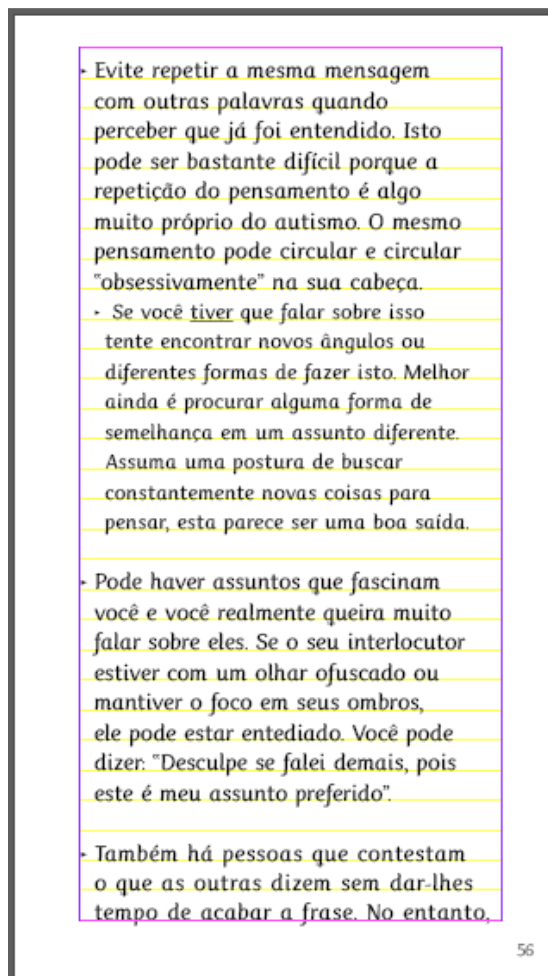 ‣ Evite repetir a mesma mensagem
com outras palavras quando
perceber que já foi entendido. Isto
pode ser bastante difícil porque a
repetição do pensamento é algo
muito próprio do autismo. O mesmo
pensamento pode circular e circular
“obsessivamente” na sua cabeça.
‣ Se você tiver que falar sobre isso
tente encontrar novos ângulos ou
diferentes formas de fazer isto. Melhor
ainda é procurar alguma forma de
semelhança em um assunto diferente.
Assuma uma postura de buscar
constantemente novas coisas para
pensar, esta parece ser uma boa saída.
‣ Pode haver assuntos que fascinam
você e você realmente queira muito
falar sobre eles. Se o seu interlocutor
estiver com um olhar ofuscado ou
mantiver o foco em seus ombros,
ele pode estar entediado. Você pode
dizer: “Desculpe se falei demais, pois
este é meu assunto preferido”.
‣ Também há pessoas que contestam
o que as outras dizem sem dar-lhes
tempo de acabar a frase. No entanto,
56